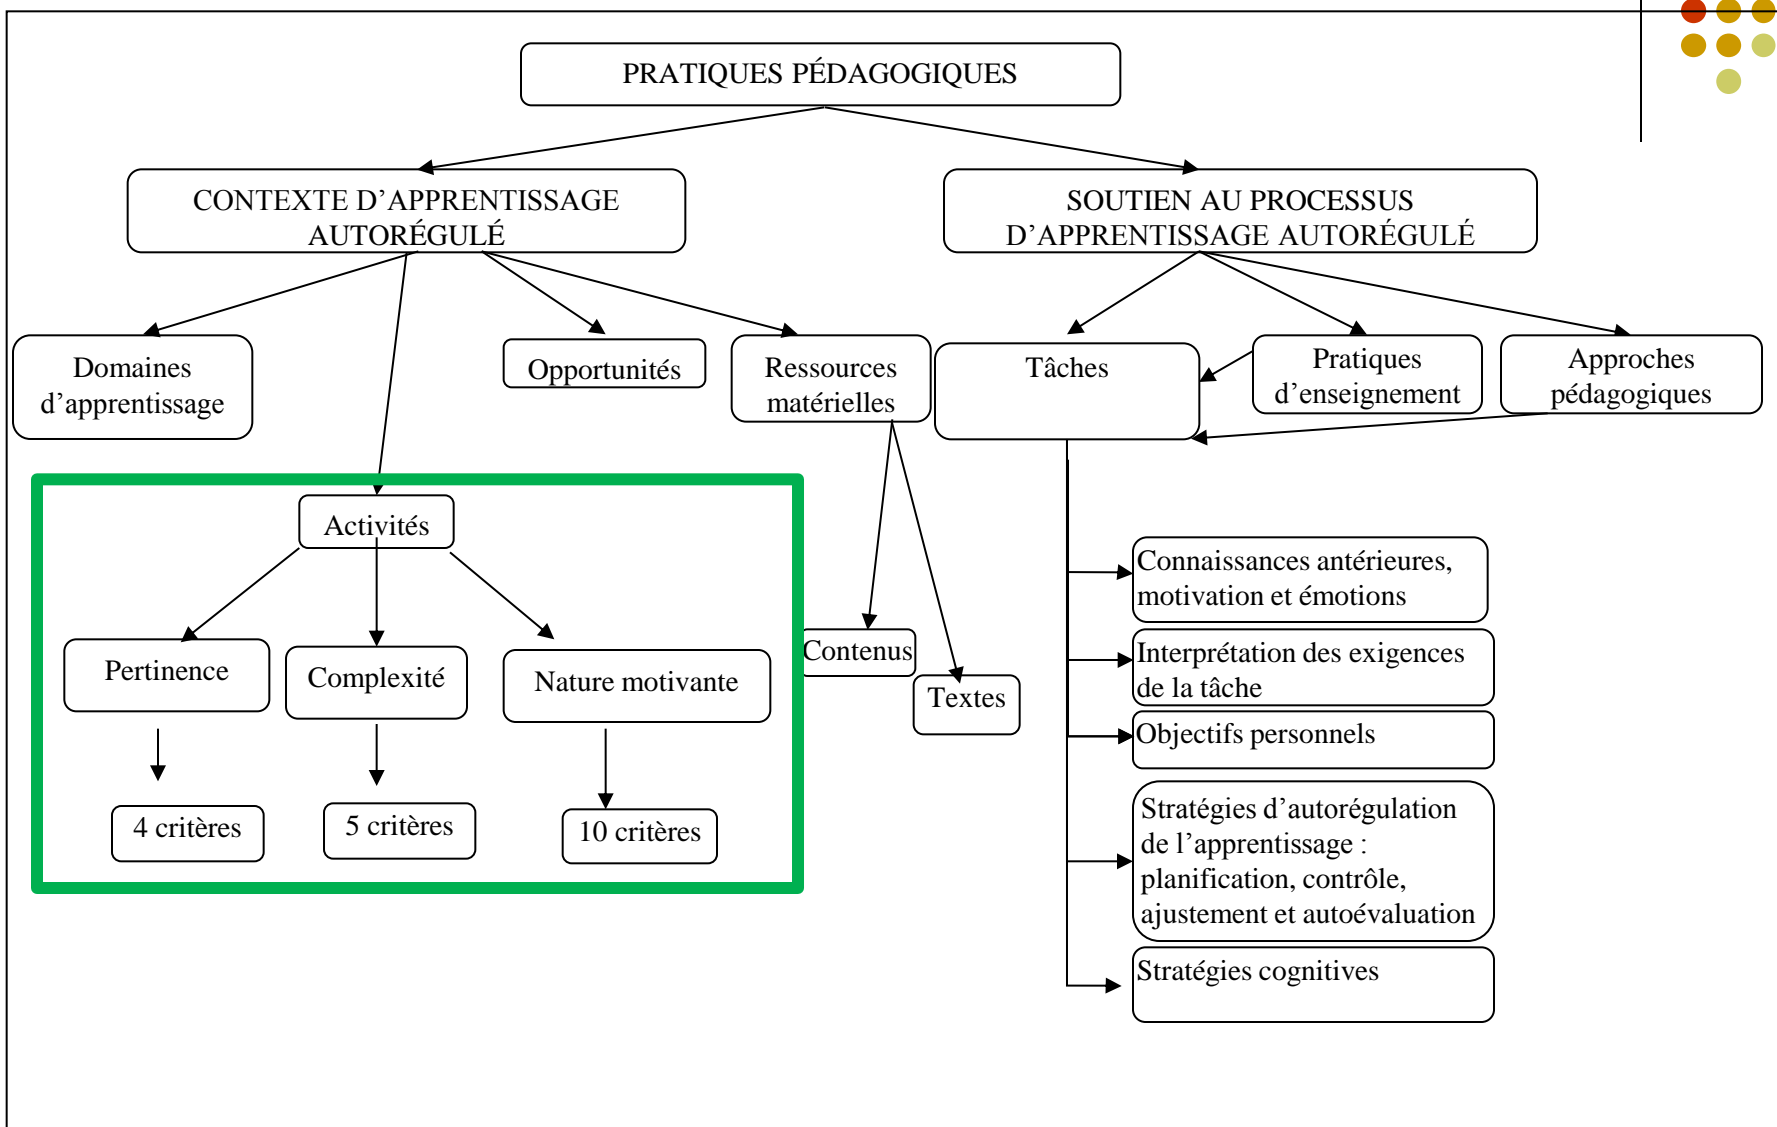 PRATIQUES PÉDAGOGIQUES
CONTEXTE D’APPRENTISSAGE
AUTORÉGULÉ
SOUTIEN AU PROCESSUS
D’APPRENTISSAGE AUTORÉGULÉ
Domaines
d’apprentissage
Opportunités
Ressources
matérielles
Tâches
Pratiques
d’enseignement
Approches
pédagogiques
Activités
Pertinence
Complexité
Nature motivante
Contenus
Textes
4 critères
5 critères
10 critères
Connaissances antérieures,
motivation et émotions
Interprétation des exigences
de la tâche
Objectifs personnels
Stratégies d’autorégulation
de l’apprentissage :
planification, contrôle,
ajustement et autoévaluation
Stratégies cognitives